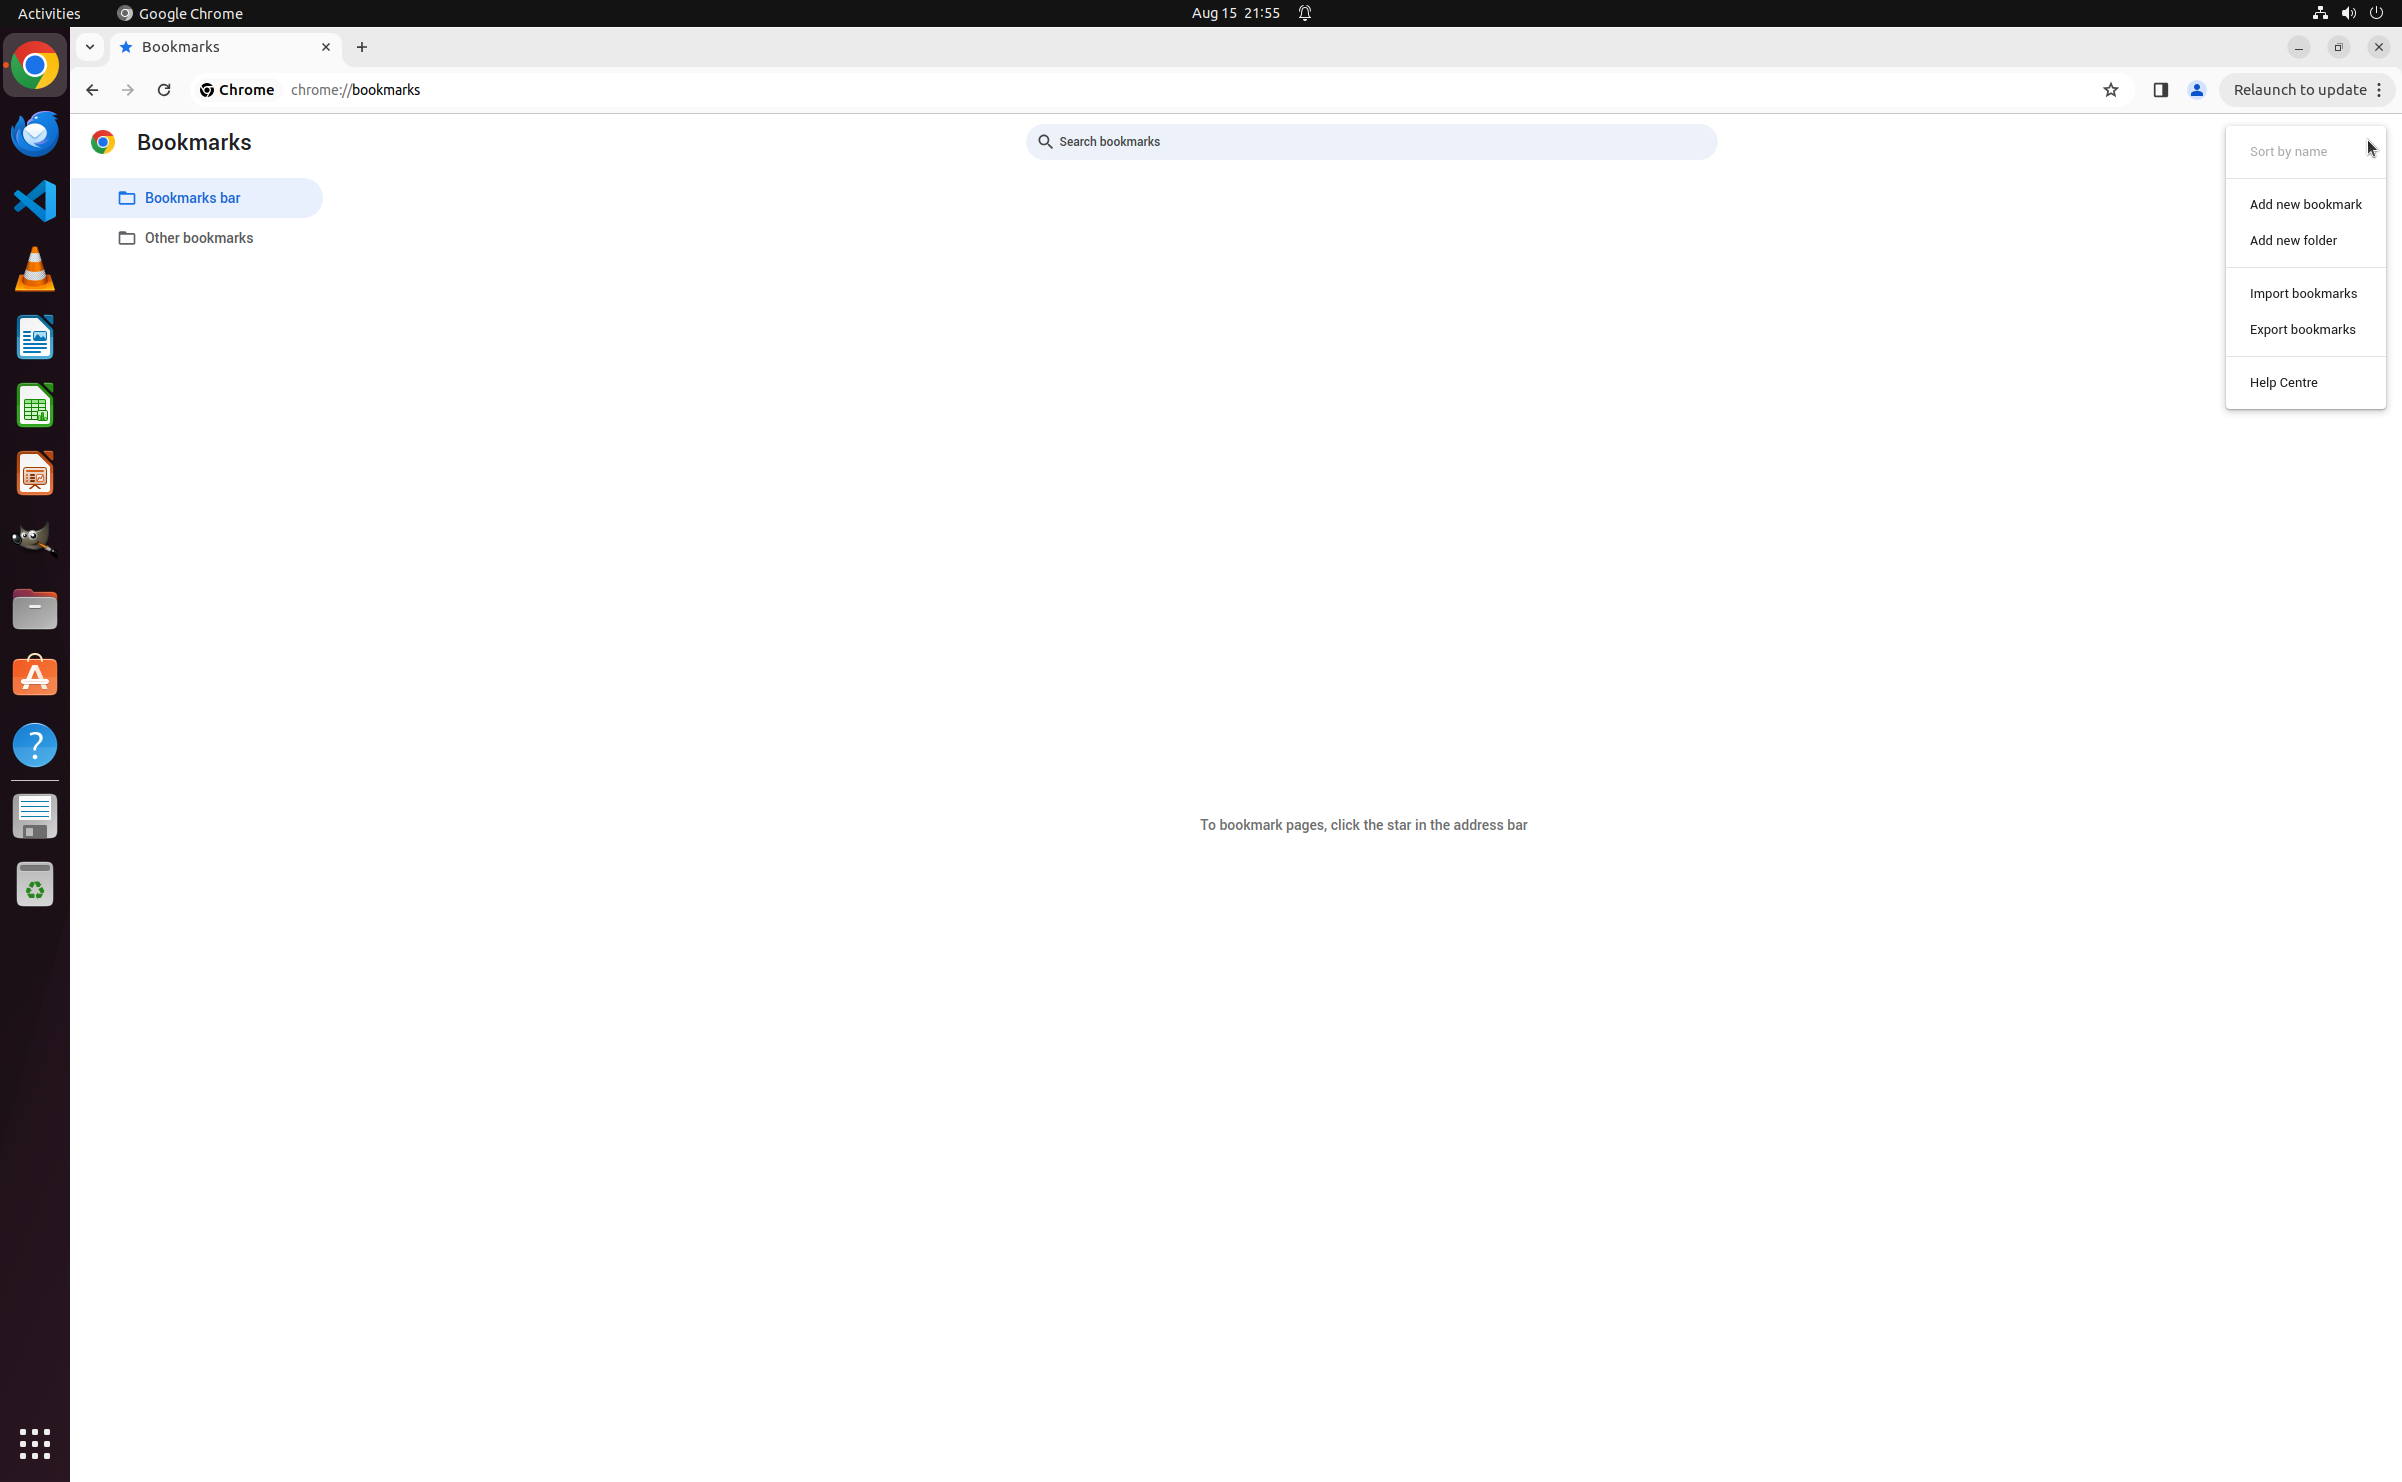 Activities
Google Chrome
Aug 15 21:55
Bookmarks
Chrome
chrome://bookmarks
Relaunch to update
Bookmarks
Search bookmarks
Bookmarks bar
Other bookmarks
Sort by name
Add new bookmark
Add new folder
Import bookmarks
Export bookmarks
Help Centre
To bookmark pages, click the star in the address bar